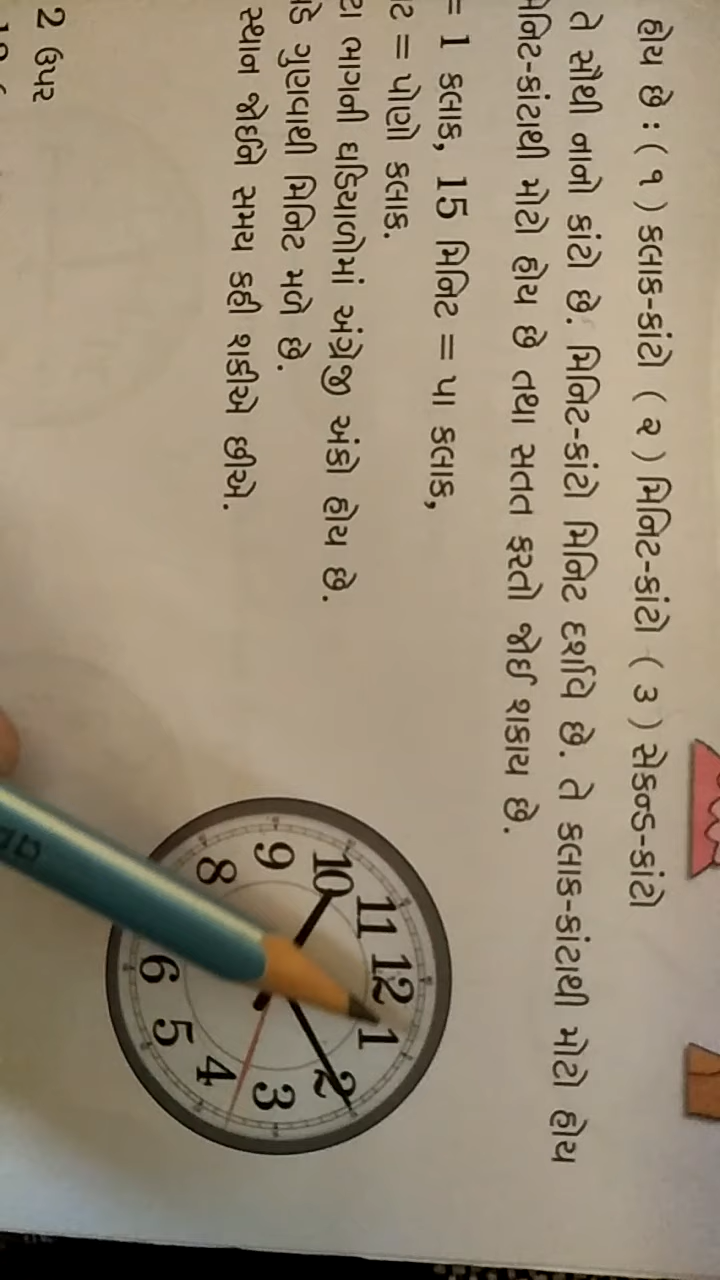 હોય છે : ( ૧ ) કલાક-કાંટો ( ૨ ) મિનિટ-કાંટો ( ૩ ) સેકન્ડ-કાંટો
તે સૌથી નાનો કાંટો છે. મિનિટ-કાંટો મિનિટ દર્શાવે છે. તે કલાક-કાંટાથી મોટો હોય
મિનિટ-કાંટાથી મોટો હોય છે તથા સતત ફરતો જોઈ શકાય છે.
= 1 કલાક, 15 મિનિટ = પા કલાક,
= પોણો કલાક.
ભાગની ઘડિયાળોમાં અંગ્રેજી અંકો હોય છે.
ગુણવાથી મિનિટ મળે છે.
સ્થાન જોઈને સમય કહી શકીએ છીએ.
2 ઉપર
12
11 1
10 2
9 3
8 4
6 5